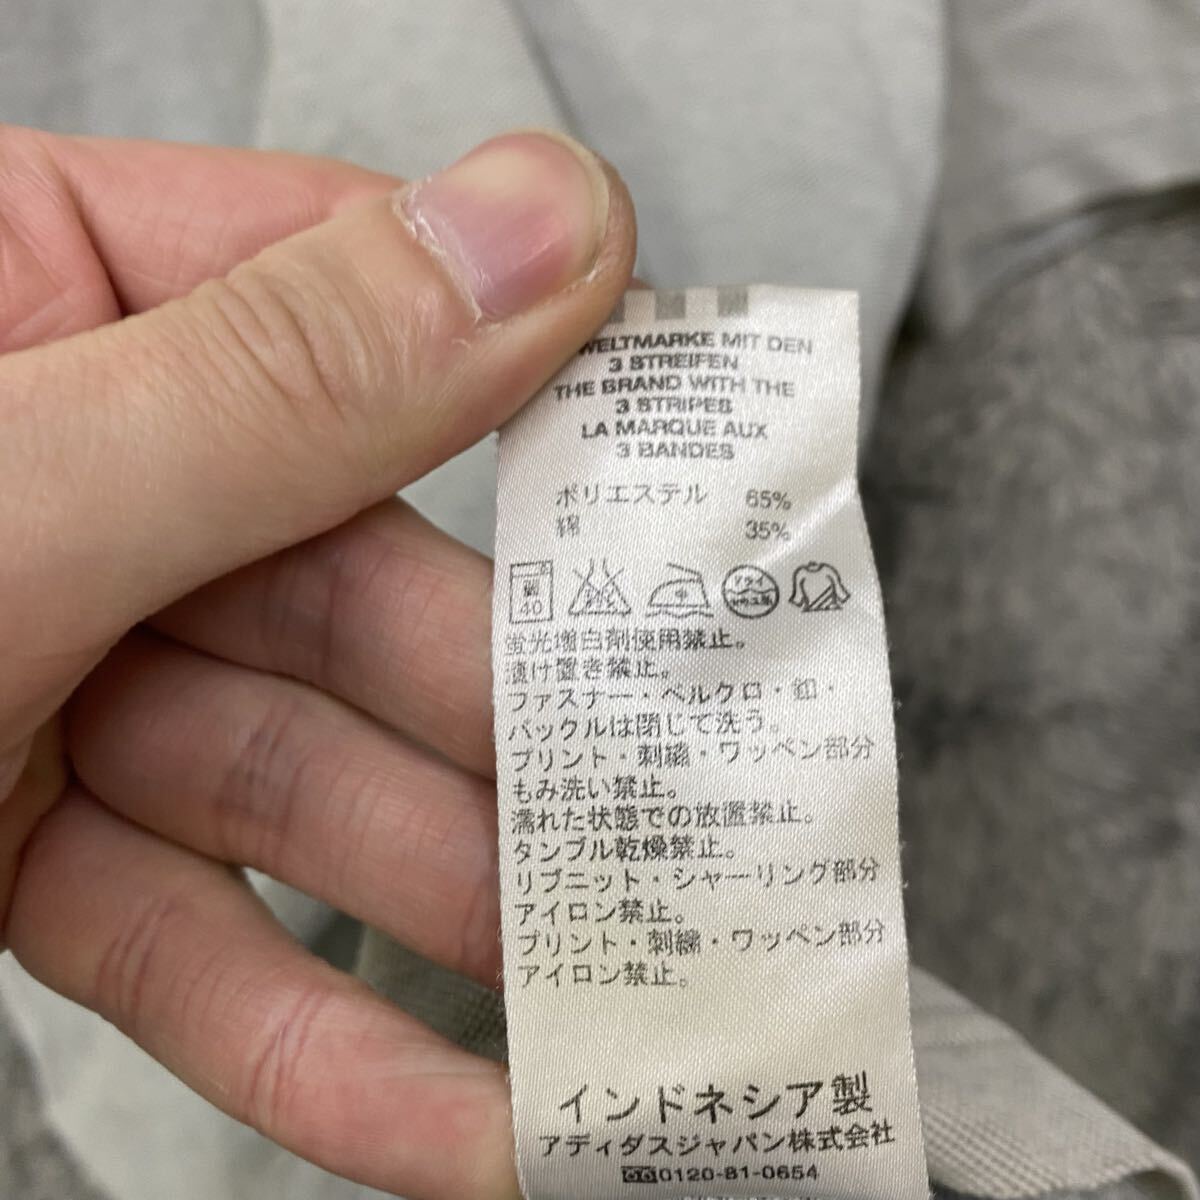 WELTMARKE MIT DEN
3 STREIFEN
THE BRAND WITH THE
3 STRIPES
LA MARQUE AUX
3 BANDES
ポリエステル 65%
綿 35%
40
ドライ
蛍光増白剤使用禁止。
漬け置き禁止。
ファスナー・ベルクロ・釦・
バックルは閉じて洗う。
プリント・刺繍・ワッペン部分
もみ洗い禁止。
濡れた状態での放置禁止。
タンブル乾燥禁止。
リブニット・シャーリング部分
アイロン禁止。
プリント・刺繍・ワッペン部分
アイロン禁止。
インドネシア製
アディダスジャパン株式会社
0120-81-0654